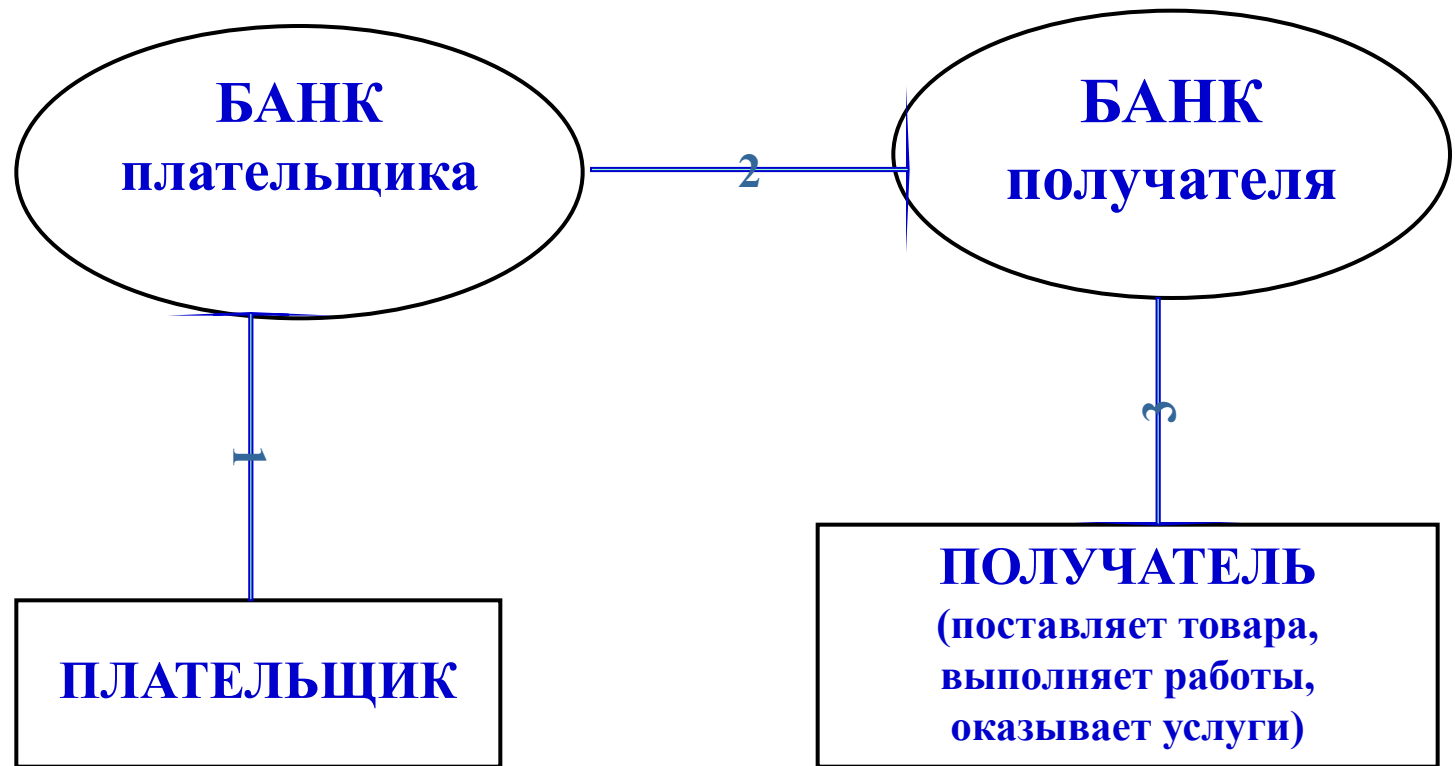 БАНК
плательщика
2
БАНК
получателя
1
3
ПЛАТЕЛЬЩИК
ПОЛУЧАТЕЛЬ
(поставляет товара,
выполняет работы,
оказывает услуги)